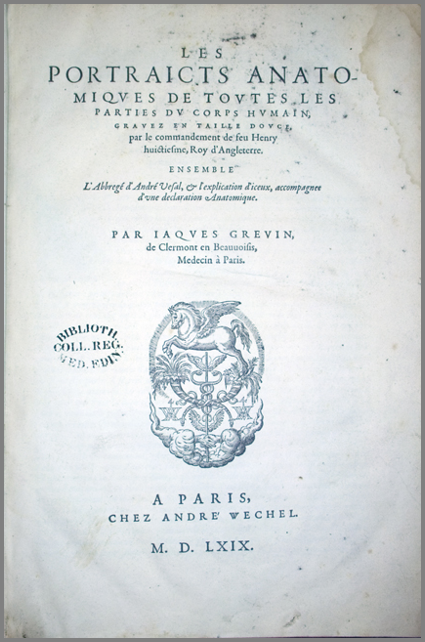 LES
PORTRAICTS ANATO-
MIQVES DE TOVTES LES
PARTIES DV CORPS HVMAIN,
GRAVEZ EN TAILLE DOVCE,
par le commandement de feu Henry
huictiesme, Roy d'Angleterre.
ENSEMBLE
L'Abbregé d'André Vesal, & l'explication d'iceux, accompagnee
d'vne declaration Anatomique.
PAR IAQVES GREVIN,
de Clermont en Beauuoisis,
Medecin à Paris.
BIBLIOTH.
COLL. REG.
MED. EDIN.
A PARIS,
CHEZ ANDRE' WECHEL.
M. D. LXIX.